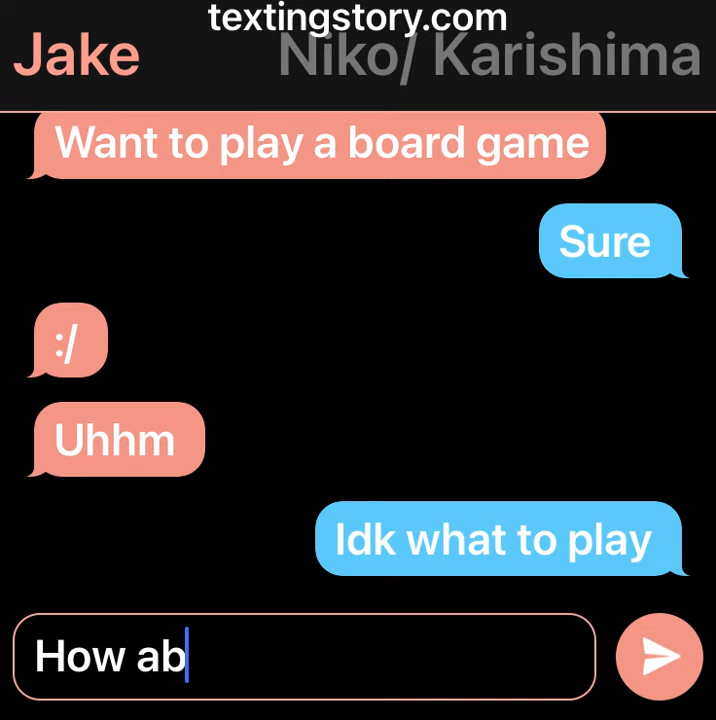 textingstory.com
Jake
Niko/ Karishima
Want to play a board game
Sure
:/
Uhhm
Idk what to play
How ab